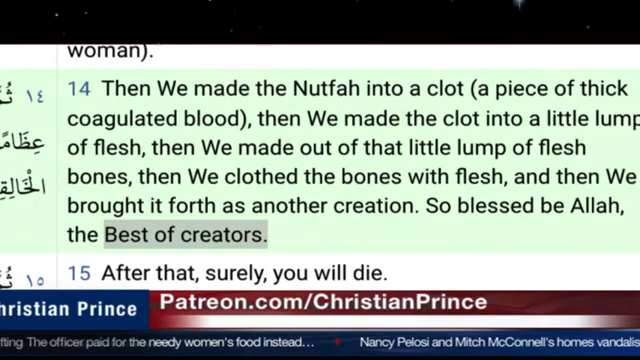 woman).
14 Then We made the Nutfah into a clot (a piece of thick
coagulated blood), then We made the clot into a little lump
of flesh, then We made out of that little lump of flesh
bones, then We clothed the bones with flesh, and then We
brought it forth as another creation. So blessed be Allah,
the Best of creators.
15 After that, surely, you will die.
١٤
١٥
hristian Prince
Patreon.com/ChristianPrince
The officer paid for the needy women's food instead... Nancy Pelosi and Mitch McConnell's homes vandalis